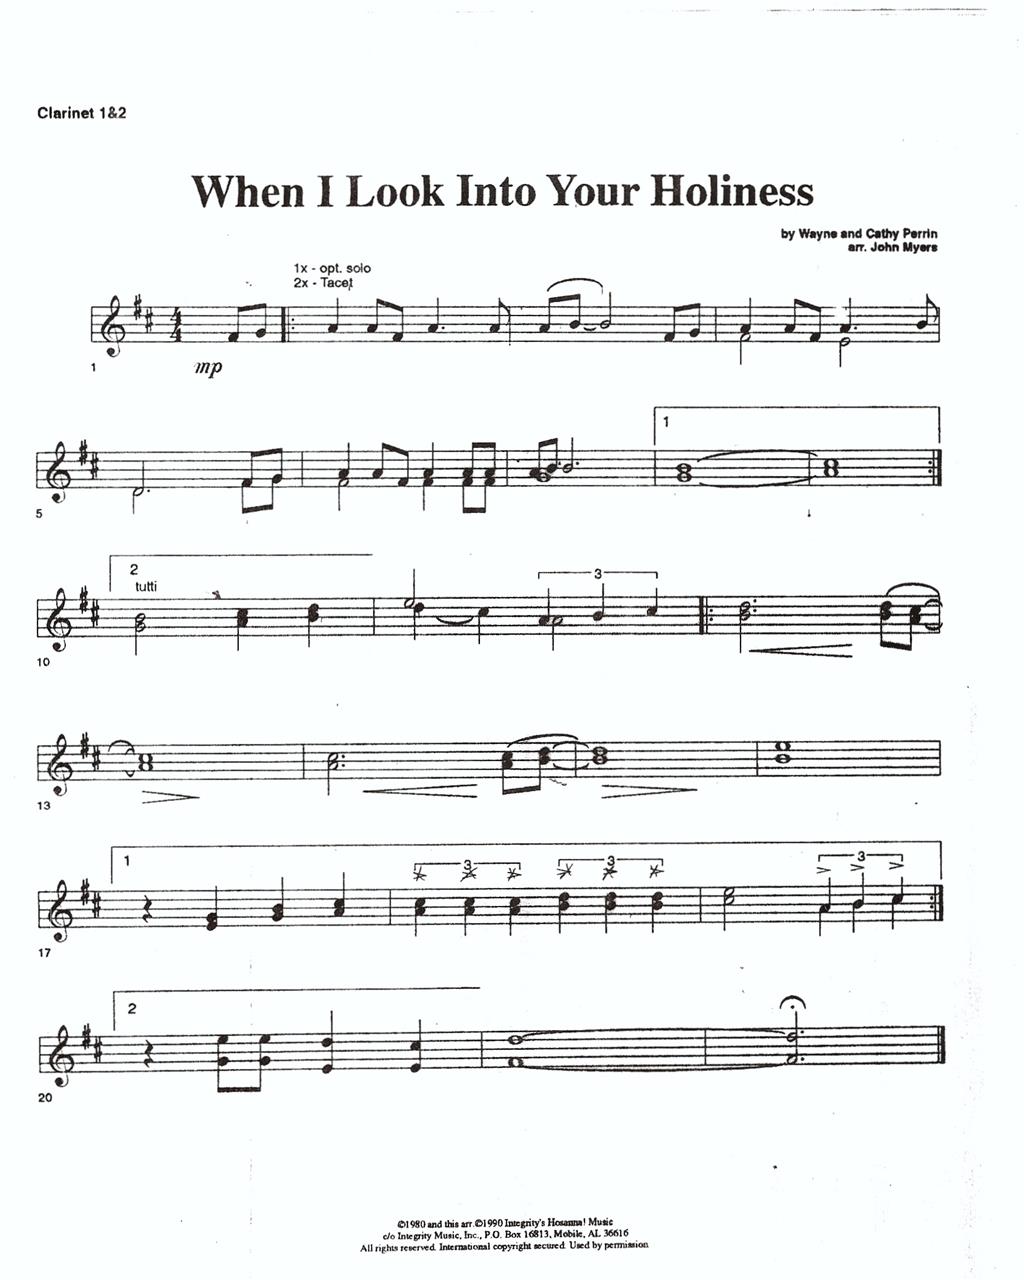 Clarinet 1&2
When I Look Into Your Holiness
by Wayne and Cathy Perrin
arr. John Myers
1x - opt. solo
2x - Tacet
4
4
1
mp
1
5
2
tutti
3
10
13
1
3
3
3
17
2
20
©1980 and this arr.©1990 Integrity's Hosanna! Music
c/o Integrity Music, Inc., P.O. Box 16813, Mobile, AL 36616
All rights reserved. International copyright secured. Used by permission.